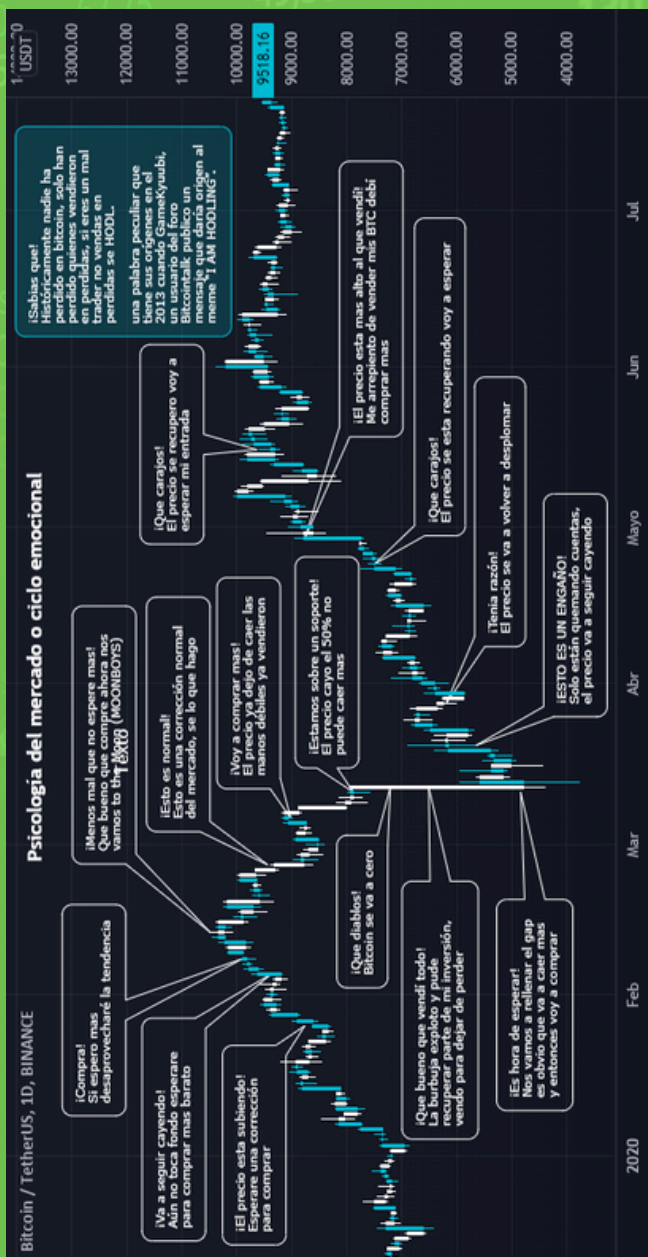 Bitcoin / TetherUS, 1D, BINANCE
Psicologia del mercado o ciclo emocional
USDT
13000.00
12000.00
11000.00
10000.00
9518.16
9000.00
8000.00
7000.00
6000.00
5000.00
4000.00
¡Compra!
Si espero mas
desaprovecharé la tendencia
¡Va a seguir cayendo!
Aún no toca fondo esperare
para comprar mas barato
¡El precio esta subiendo!
Esperare una corrección
para comprar
¡Menos mal que no espere mas!
Que bueno que compre ahora nos
vamos to the Moon (MOONBOYS)
Texto
¡Esto es normal!
Esto es una corrección normal
del mercado, se lo que hago
¡Voy a comprar mas!
El precio ya dejo de caer las
manos débiles ya vendieron
¡Estamos sobre un soporte!
El precio cayo el 50% no
puede caer mas
¡Que diablos!
Bitcoin se va a cero
¡Que bueno que vendí todo!
La burbuja exploto y pude
recuperar parte de mi inversión,
vendo para dejar de perder
¡Es hora de esperar!
Nos vamos a rellenar el gap
es obvio que va a caer mas
y entonces voy a comprar
¡ESTO ES UN ENGAÑO!
Solo están quemando cuentas,
el precio va a seguir cayendo
¡Tenia razón!
El precio se va a volver a desplomar
¡Que carajos!
El precio se esta recuperando voy a esperar
¡El precio esta mas alto al que vendí!
Me arrepiento de vender mis BTC debí
comprar mas
¡Que carajos!
El precio se recupero voy a
esperar mi entrada
¡Sabias que!
Históricamente nadie ha
perdido en bitcoin, solo han
perdido quienes vendieron
en perdidas, si eres un mal
trader no vendas en
perdidas se HODL.
una palabra peculiar que
tiene sus orígenes en el
2013 cuando GameKyuubi,
un usuario del foro
Bitcointalk publico un
mensaje que daría origen al
meme "I AM HODLING".
2020
Feb
Mar
Abr
Mayo
Jun
Jul